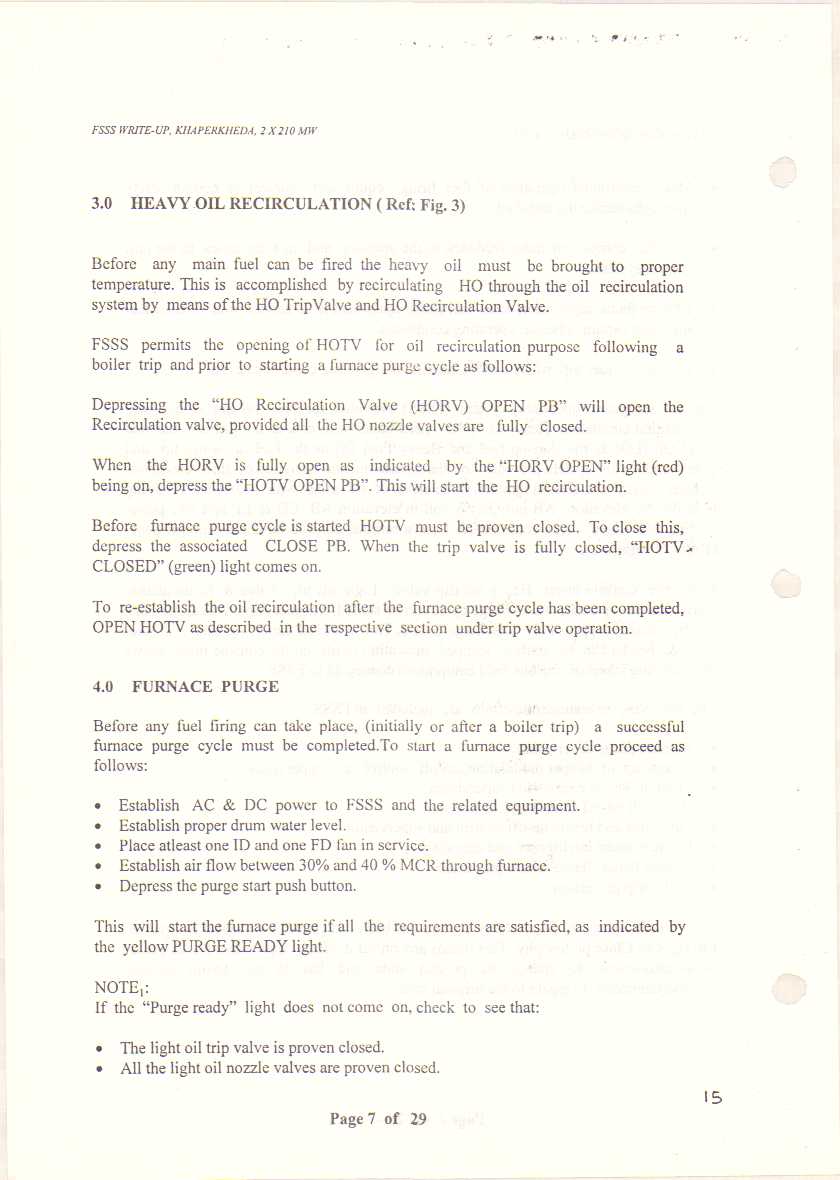 FSSS WRITE-UP, KHAPERKHEDA, 2 X 210 MW
3.0 HEAVY OIL RECIRCULATION ( Ref: Fig. 3)
Before any main fuel can be fired the heavy oil must be brought to proper
temperature. This is accomplished by recirculating HO through the oil recirculation
system by means of the HO TripValve and HO Recirculation Valve.
FSSS permits the opening of HOTV for oil recirculation purpose following a
boiler trip and prior to starting a furnace purge cycle as follows:
Depressing the “HO Recirculation Valve (HORV) OPEN PB” will open the
Recirculation valve, provided all the HO nozzle valves are fully closed.
When the HORV is fully open as indicated by the “HORV OPEN” light (red)
being on, depress the “HOTV OPEN PB”. This will start the HO recirculation.
Before furnace purge cycle is started HOTV must be proven closed. To close this,
depress the associated CLOSE PB. When the trip valve is fully closed, “HOTV
CLOSED” (green) light comes on.
To re-establish the oil recirculation after the furnace purge cycle has been completed,
OPEN HOTV as described in the respective section under trip valve operation.
4.0 FURNACE PURGE
Before any fuel firing can take place, (initially or after a boiler trip) a successful
furnace purge cycle must be completed.To start a furnace purge cycle proceed as
follows:
• Establish AC & DC power to FSSS and the related equipment.
• Establish proper drum water level.
• Place atleast one ID and one FD fan in service.
• Establish air flow between 30% and 40 % MCR through furnace.
• Depress the purge start push button.
This will start the furnace purge if all the requirements are satisfied, as indicated by
the yellow PURGE READY light.
NOTE₁:
If the “Purge ready” light does not come on, check to see that:
• The light oil trip valve is proven closed.
• All the light oil nozzle valves are proven closed.
15
Page 7 of 29